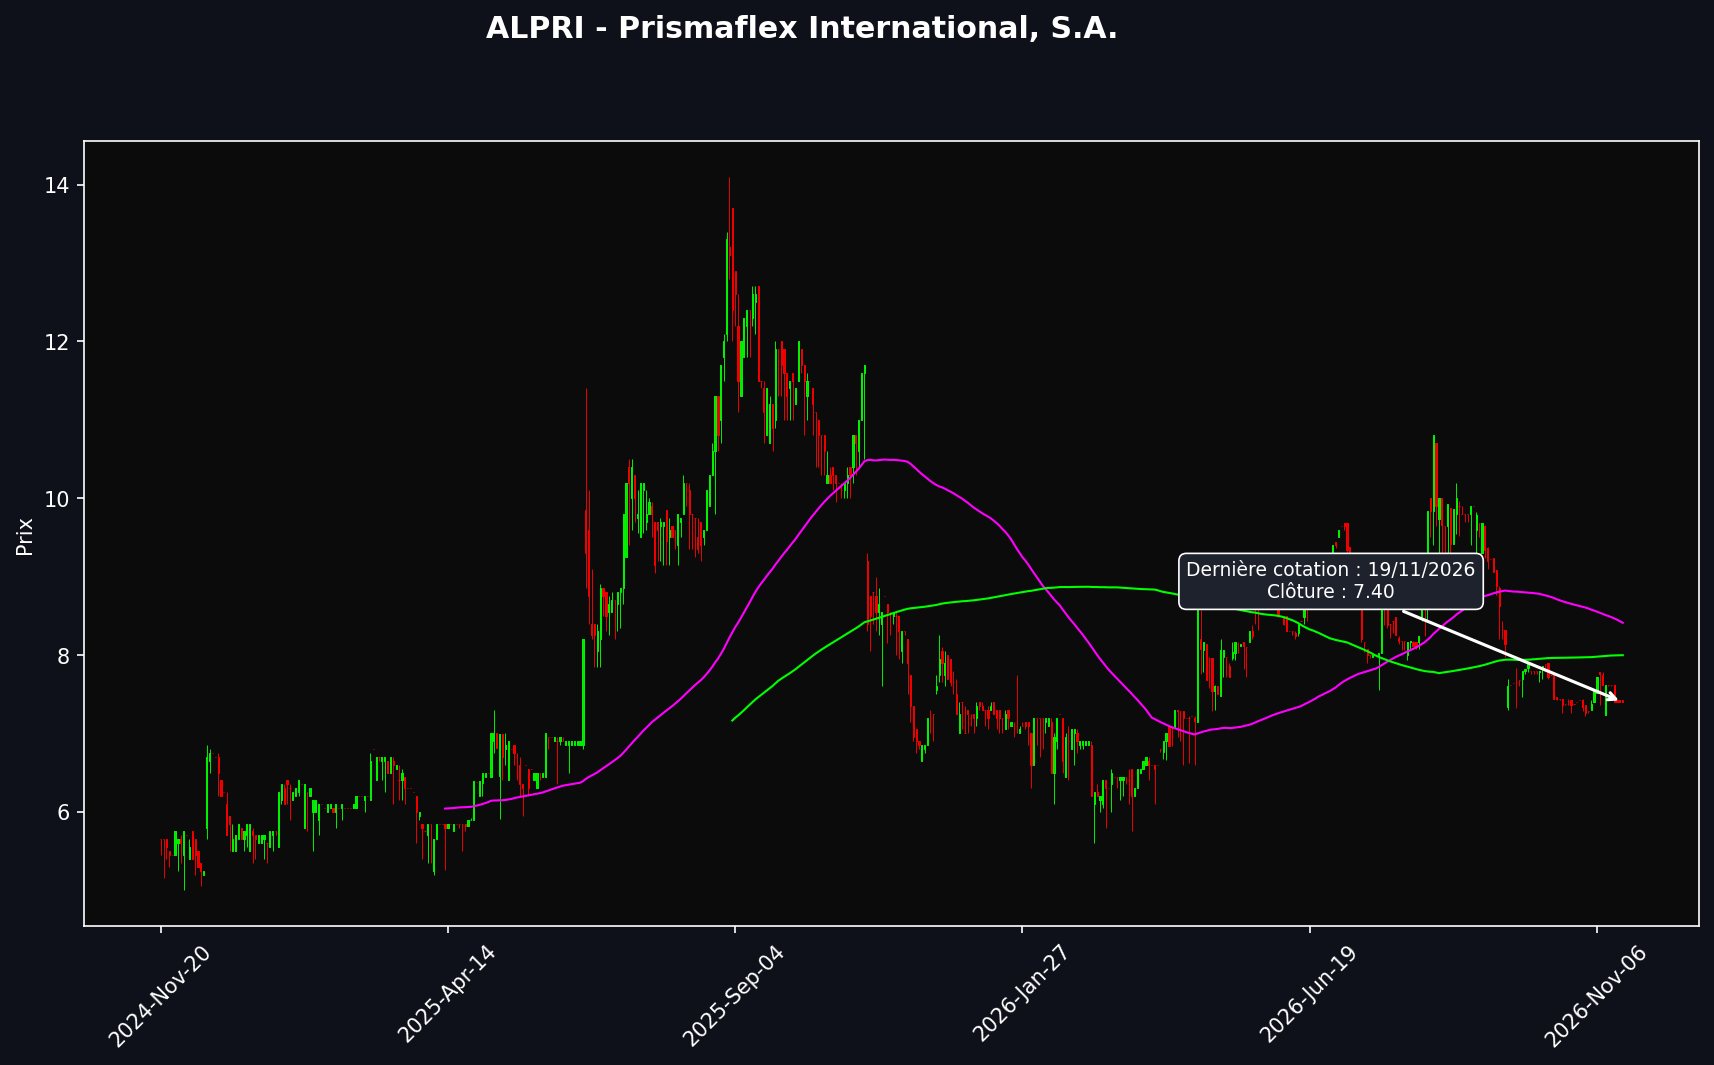 ALPRI - Prismaflex International, S.A.
14
12
10
8
6
Prix
Dernière cotation : 19/11/2026
Clôture : 7.40
2024-Nov-20
2025-Apr-14
2025-Sep-04
2026-Jan-27
2026-Jun-19
2026-Nov-06